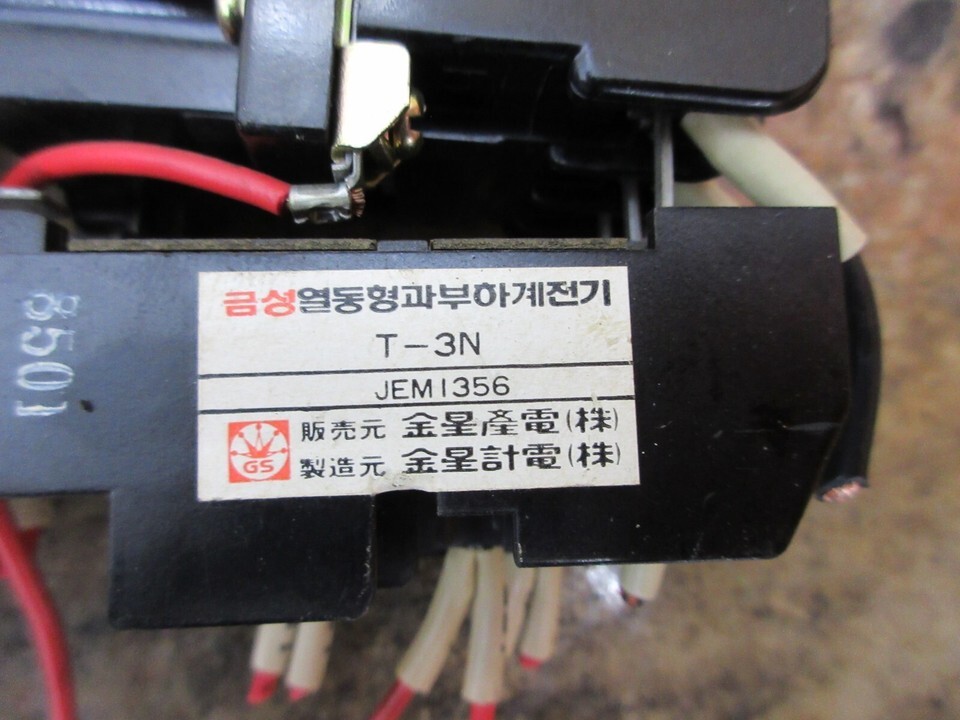 금성열동형과부하계전기
T-3N
JEM1356
販売元 金星産電(株)
製造元 金星計電(株)
GS
8501